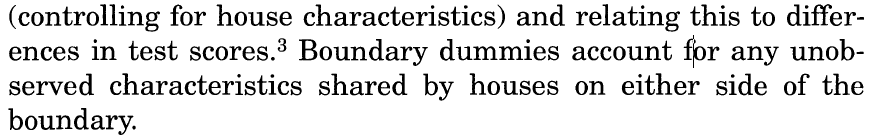 (controlling for house characteristics) and relating this to differ-
ences in test scores.³ Boundary dummies account for any unob-
served characteristics shared by houses on either side of the
boundary.